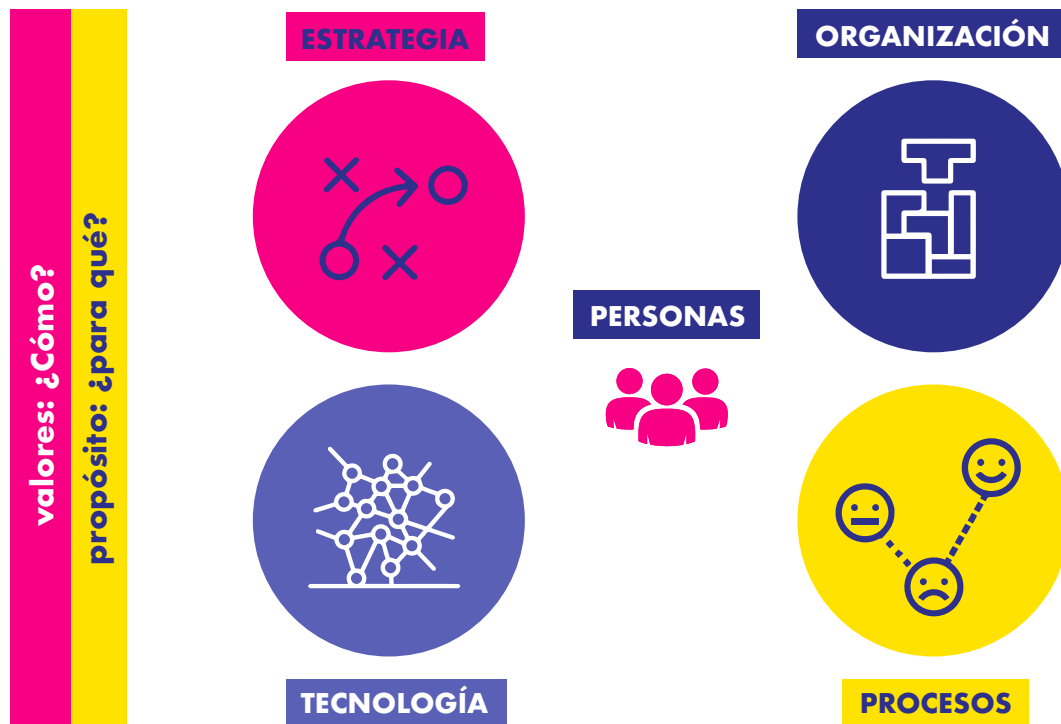 valores: ¿Cómo?
propósito: ¿para qué?
ESTRATEGIA
ORGANIZACIÓN
PERSONAS
TECNOLOGÍA
PROCESOS